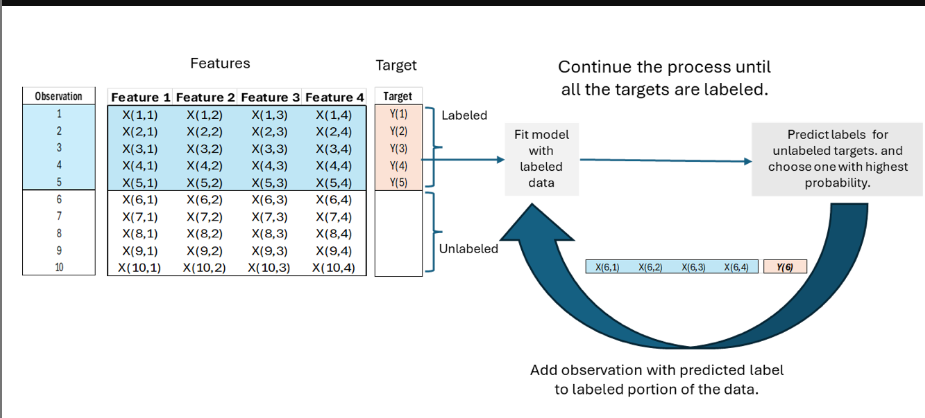 Features
Target
Continue the process until
all the targets are labeled.
Observation Feature 1 Feature 2 Feature 3 Feature 4 Target
1 X(1,1) X(1,2) X(1,3) X(1,4) Y(1)
2 X(2,1) X(2,2) X(2,3) X(2,4) Y(2)
3 X(3,1) X(3,2) X(3,3) X(3,4) Y(3)
4 X(4,1) X(4,2) X(4,3) X(4,4) Y(4)
5 X(5,1) X(5,2) X(5,3) X(5,4) Y(5)
6 X(6,1) X(6,2) X(6,3) X(6,4)
7 X(7,1) X(7,2) X(7,3) X(7,4)
8 X(8,1) X(8,2) X(8,3) X(8,4)
9 X(9,1) X(9,2) X(9,3) X(9,4)
10 X(10,1) X(10,2) X(10,3) X(10,4)
Labeled
Unlabeled
Fit model
with
labeled
data
Predict labels for
unlabeled targets. and
choose one with highest
probability.
X(6,1) X(6,2) X(6,3) X(6,4) Y(6)
Add observation with predicted label
to labeled portion of the data.